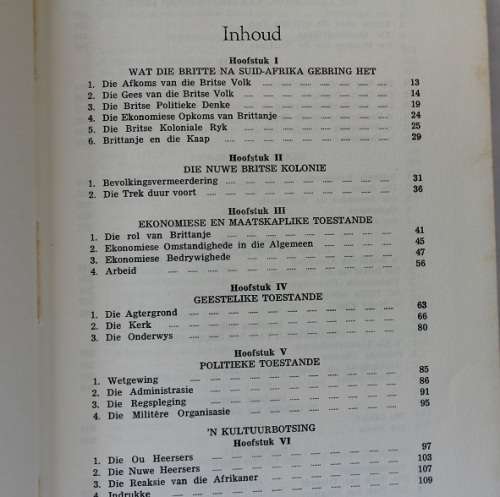 Inhoud
Hoofstuk I
WAT DIE BRITTE NA SUID-AFRIKA GEBRING HET
1. Die Afkoms van die Britse Volk .... .... .... .... .... .... 13
2. Die Gees van die Britse Volk .... .... .... .... .... .... .... 14
3. Die Britse Politieke Denke .... .... .... .... .... .... .... 19
4. Die Ekonomiese Opkoms van Brittanje .... .... .... .... 24
5. Die Britse Koloniale Ryk .... .... .... .... .... .... .... 25
6. Brittanje en die Kaap .... .... .... .... .... .... .... 29
Hoofstuk II
DIE NUWE BRITSE KOLONIE
1. Bevolkingsvermeerdering .... .... .... .... .... .... .... 31
2. Die Trek duur voort .... .... .... .... .... .... .... .... 36
Hoofstuk III
EKONOMIESE EN MAATSKAPLIKE TOESTANDE
1. Die rol van Brittanje .... .... .... .... .... .... .... .... 41
2. Ekonomiese Omstandighede in die Algemeen .... .... .... 45
3. Ekonomiese Bedrywighede .... .... .... .... .... .... .... 47
4. Arbeid .... .... .... .... .... .... .... .... .... .... 56
Hoofstuk IV
GEESTELIKE TOESTANDE
1. Die Agtergrond .... .... .... .... .... .... .... .... .... 63
2. Die Kerk .... .... .... .... .... .... .... .... .... .... 66
3. Die Onderwys .... .... .... .... .... .... .... .... .... 80
Hoofstuk V
POLITIEKE TOESTANDE
1. Wetgewing .... .... .... .... .... .... .... .... .... 85
2. Die Administrasie .... .... .... .... .... .... .... .... 86
3. Die Regspleging .... .... .... .... .... .... .... .... 91
4. Die Militêre Organisasie .... .... .... .... .... .... .... 95
'N KULTUURBOTSING
Hoofstuk VI
1. Die Ou Heersers .... .... .... .... .... .... .... .... 97
2. Die Nuwe Heersers .... .... .... .... .... .... .... .... 103
3. Die Reaksie van die Afrikaner .... .... .... .... .... .... 107
4. Indrukke .... .... .... .... .... .... .... .... .... 109